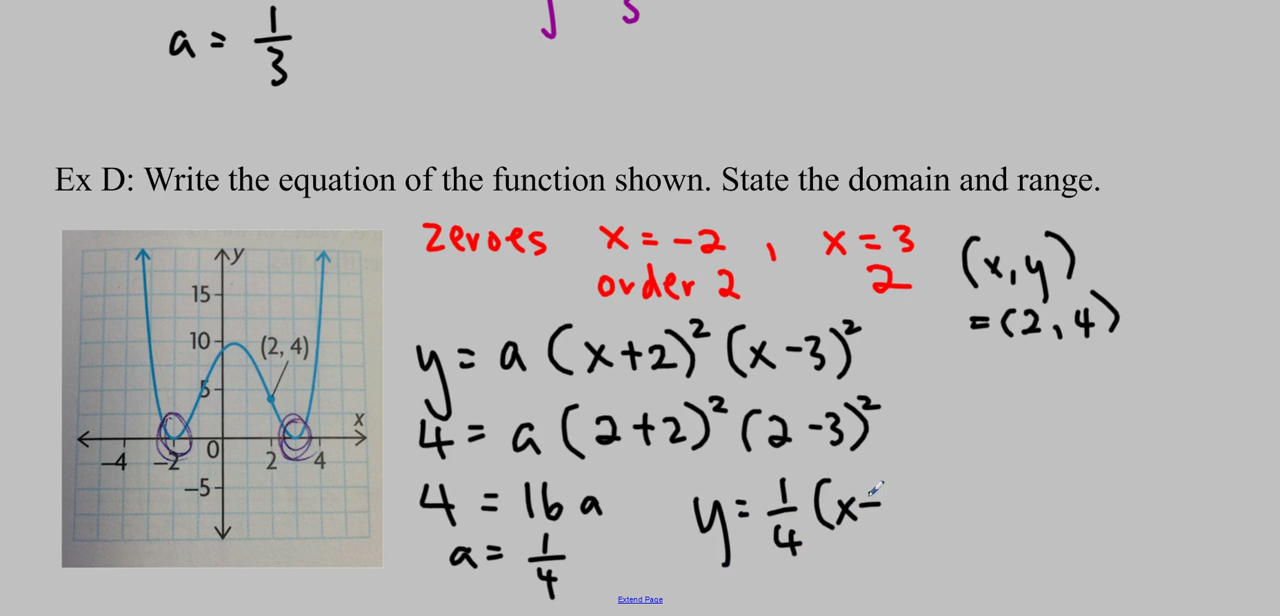 a = 1/3
Ex D: Write the equation of the function shown. State the domain and range.
zeroes x = -2 , x = 3
order 2 2
(x,y)
= (2, 4)
y
15
10
(2, 4)
5
x
-4 -2 0 2 4
-5
y = a (x+2)² (x-3)²
4 = a (2+2)² (2-3)²
4 = 16 a
a = 1/4
y = 1/4 (x-
Extend Page